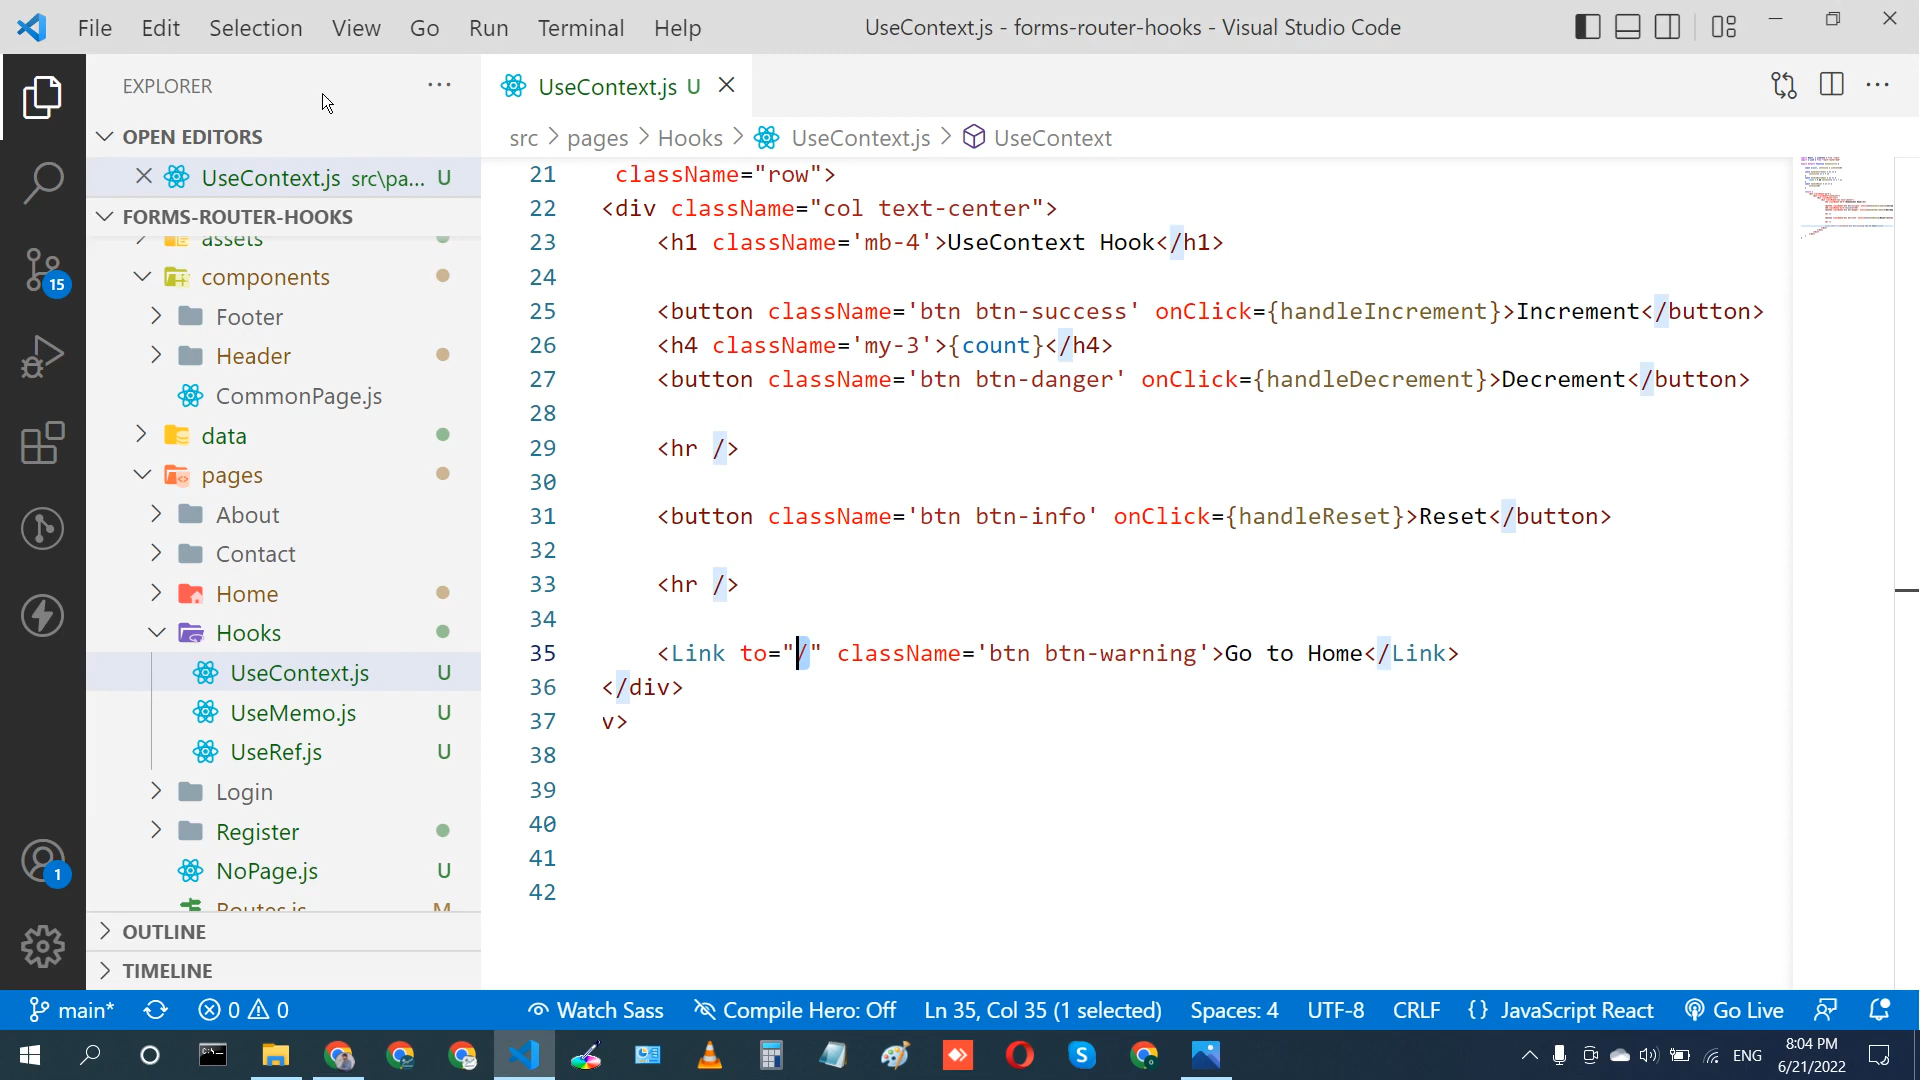 File Edit Selection View Go Run Terminal Help
UseContext.js - forms-router-hooks - Visual Studio Code
EXPLORER
OPEN EDITORS
UseContext.js src\pa... U
FORMS-ROUTER-HOOKS
assets
components
Footer
Header
CommonPage.js
data
pages
About
Contact
Home
Hooks
UseContext.js U
UseMemo.js U
UseRef.js U
Login
Register
NoPage.js U
Routes.js M
OUTLINE
TIMELINE
15
1
UseContext.js U
src > pages > Hooks > UseContext.js > UseContext
21 className="row">
22 <div className="col text-center">
23 <h1 className='mb-4'>UseContext Hook</h1>
24
25 <button className='btn btn-success' onClick={handleIncrement}>Increment</button>
26 <h4 className='my-3'>{count}</h4>
27 <button className='btn btn-danger' onClick={handleDecrement}>Decrement</button>
28
29 <hr />
30
31 <button className='btn btn-info' onClick={handleReset}>Reset</button>
32
33 <hr />
34
35 <Link to="/" className='btn btn-warning'>Go to Home</Link>
36 </div>
37 v>
38
39
40
41
42
main* 0 0 Watch Sass Compile Hero: Off Ln 35, Col 35 (1 selected) Spaces: 4 UTF-8 CRLF {} JavaScript React Go Live
ENG
8:04 PM
6/21/2022